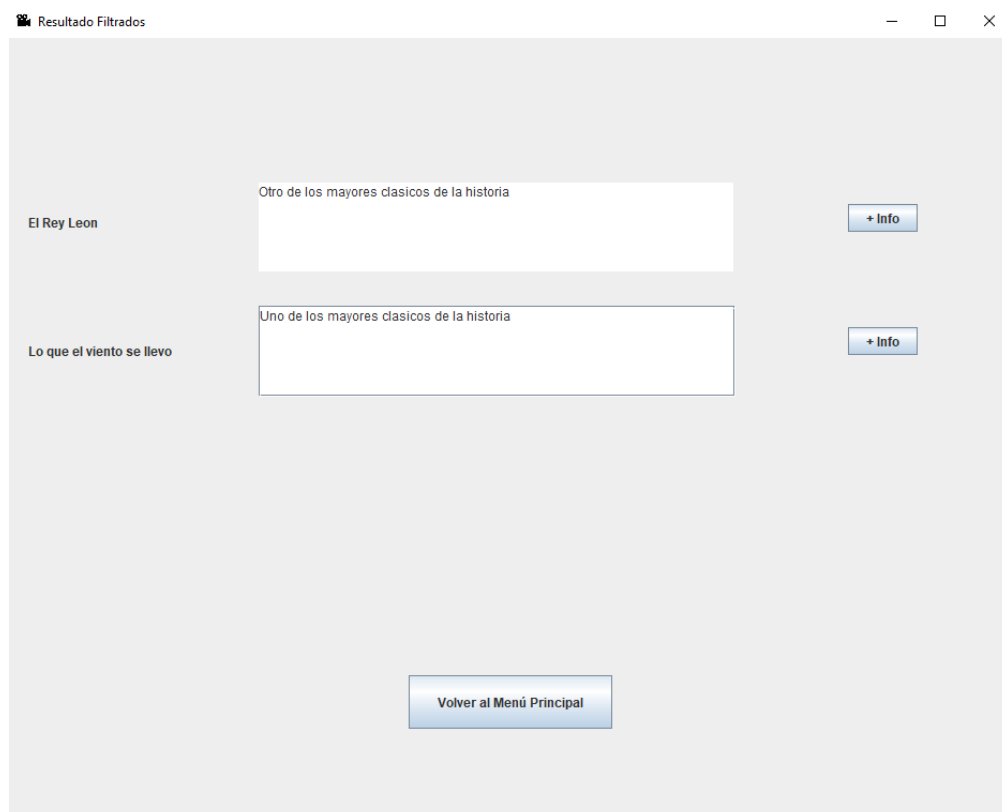 Resultado Filtrados
Otro de los mayores clasicos de la historia
El Rey Leon
+ Info
Uno de los mayores clasicos de la historia
Lo que el viento se llevo
+ Info
Volver al Menú Principal